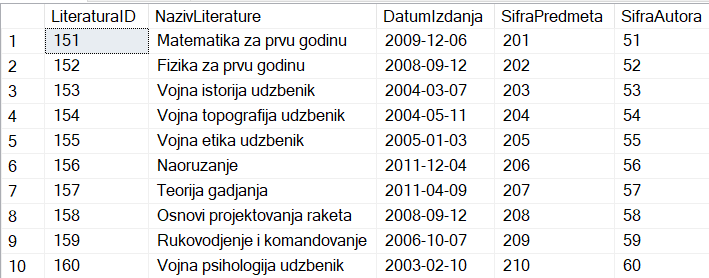 LiteraturaID NazivLiterature DatumIzdanja SifraPredmeta SifraAutora
1 151 Matematika za prvu godinu 2009-12-06 201 51
2 152 Fizika za prvu godinu 2008-09-12 202 52
3 153 Vojna istorija udzbenik 2004-03-07 203 53
4 154 Vojna topografija udzbenik 2004-05-11 204 54
5 155 Vojna etika udzbenik 2005-01-03 205 55
6 156 Naoruzanje 2011-12-04 206 56
7 157 Teorija gadjanja 2011-04-09 207 57
8 158 Osnovi projektovanja raketa 2008-09-12 208 58
9 159 Rukovodjenje i komandovanje 2006-10-07 209 59
10 160 Vojna psihologija udzbenik 2003-02-10 210 60